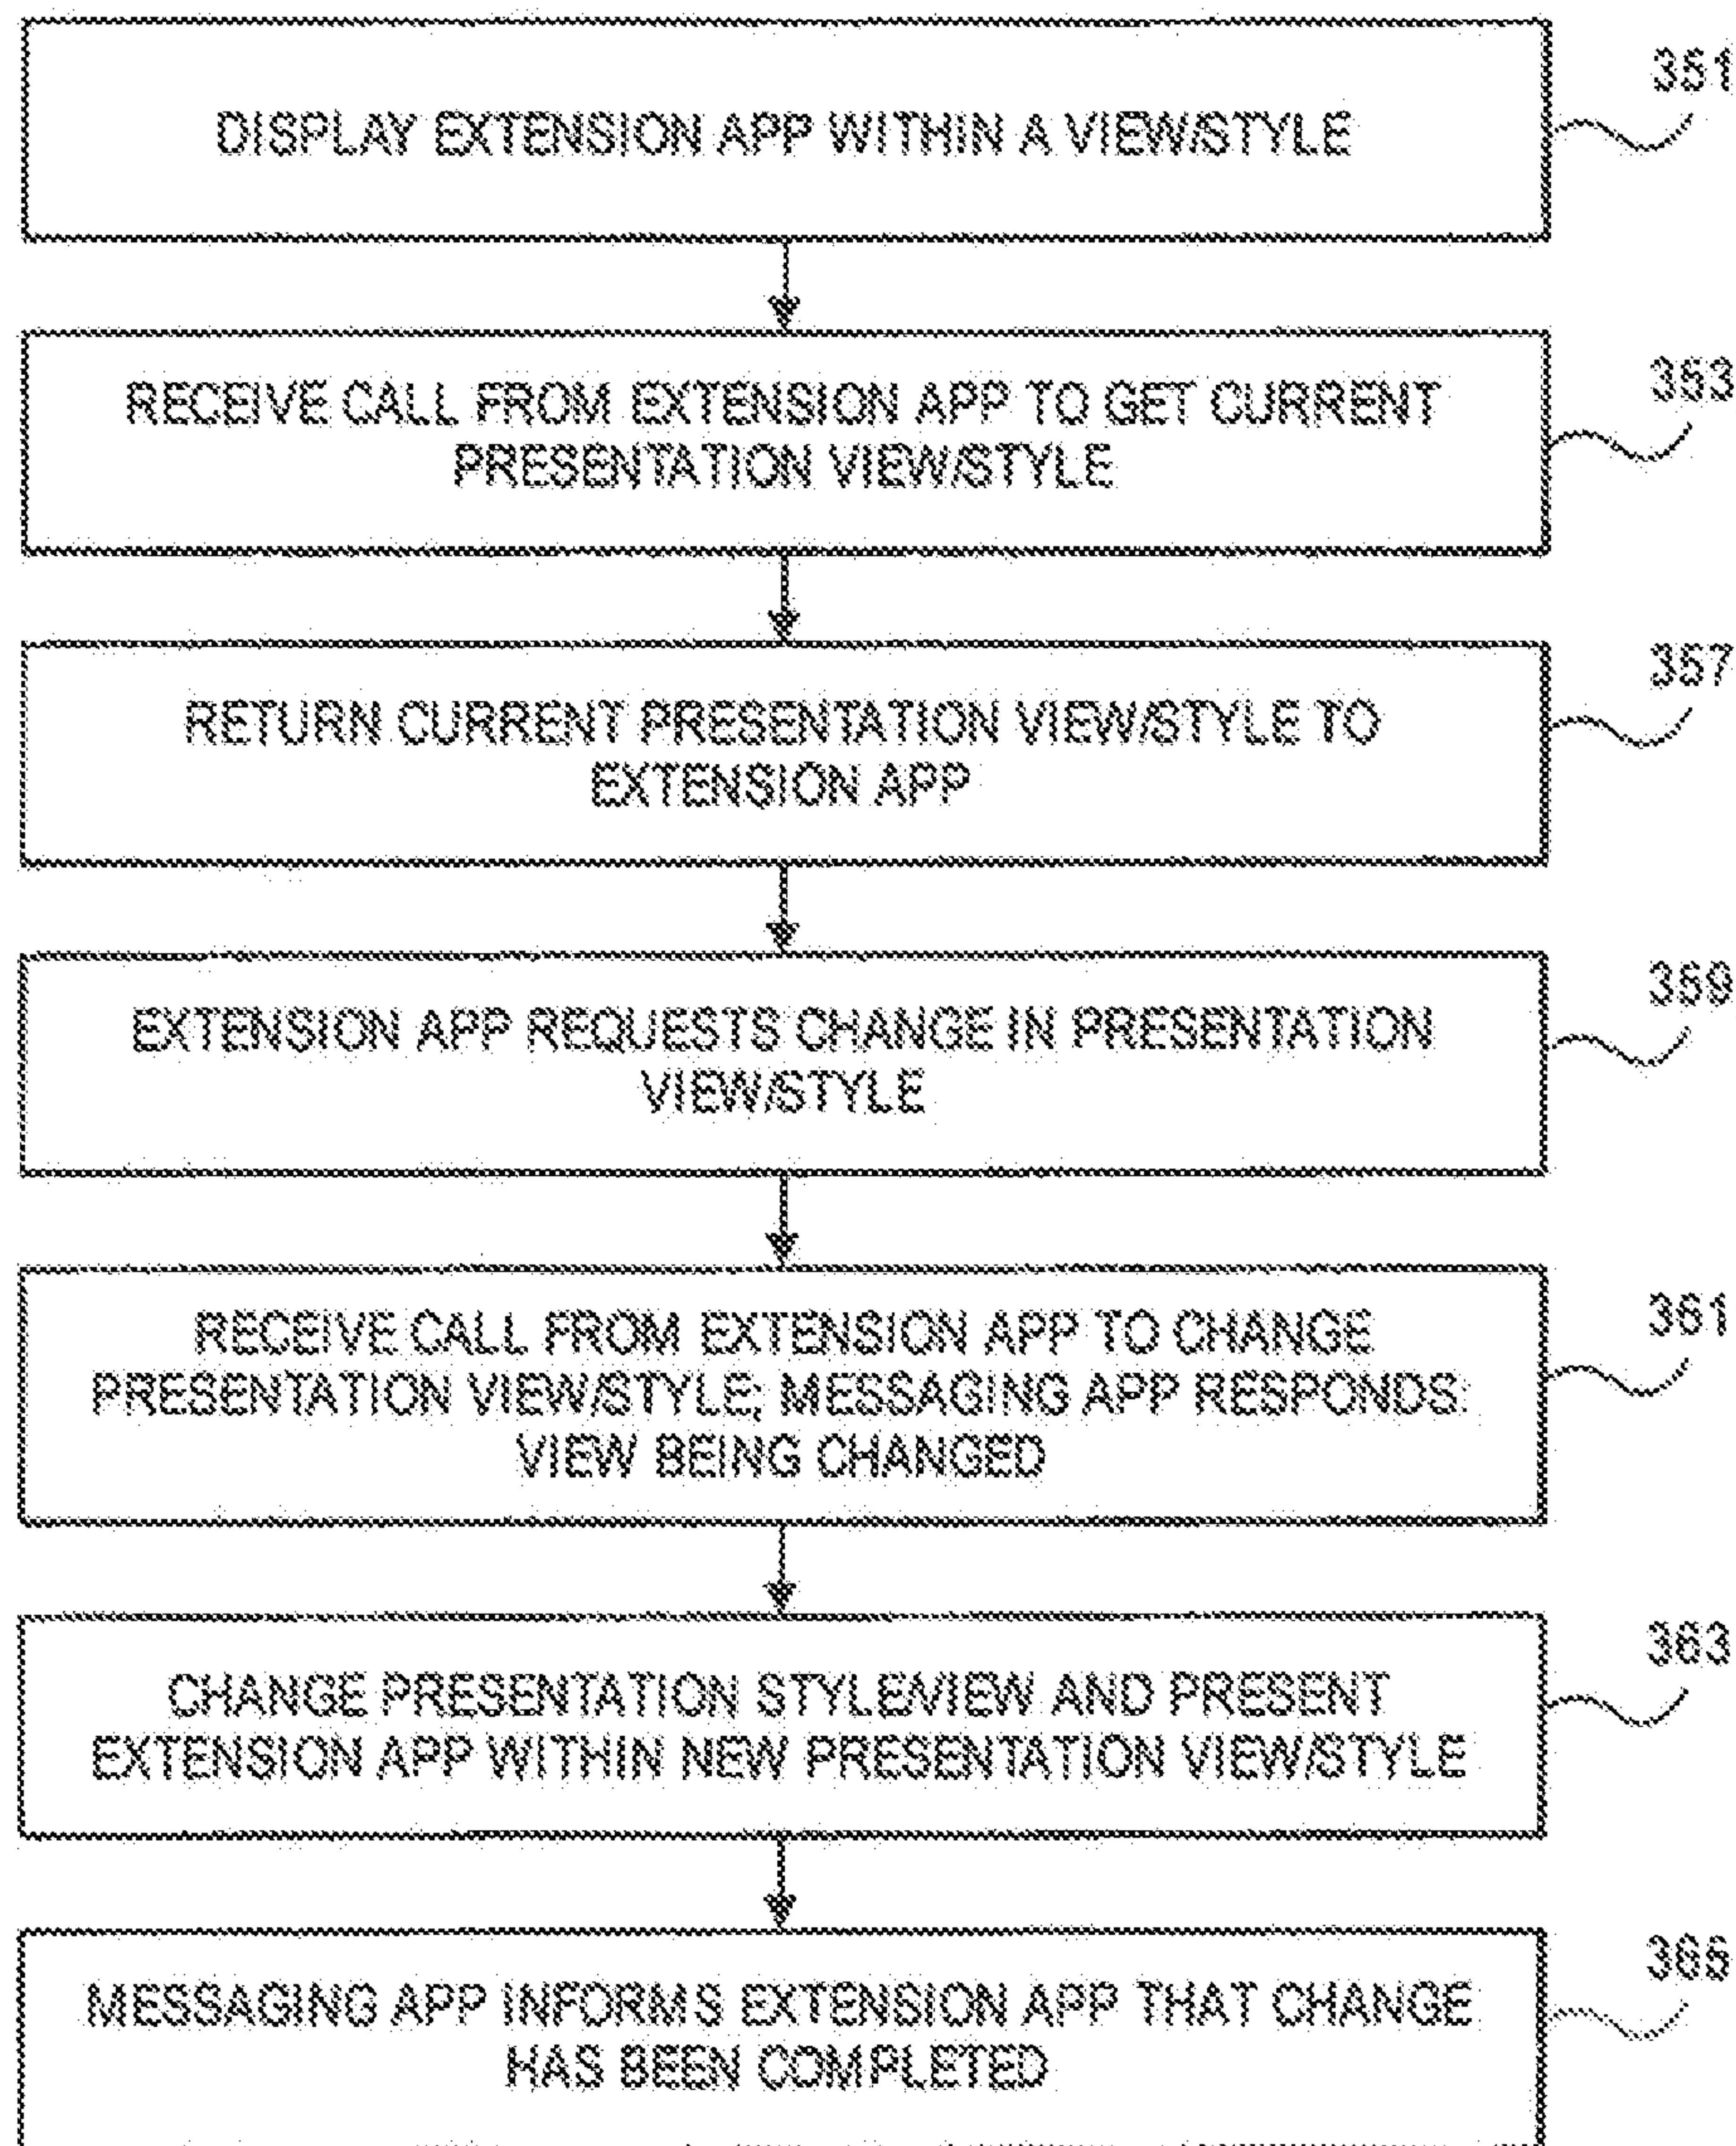 DISPLAY EXTENSION APP WITHIN A VIEW/STYLE
351
RECEIVE CALL FROM EXTENSION APP TO GET CURRENT
PRESENTATION VIEW/STYLE
353
RETURN CURRENT PRESENTATION VIEW/STYLE TO
EXTENSION APP
357
EXTENSION APP REQUESTS CHANGE IN PRESENTATION
VIEW/STYLE
359
RECEIVE CALL FROM EXTENSION APP TO CHANGE
PRESENTATION VIEW/STYLE; MESSAGING APP RESPONDS:
VIEW BEING CHANGED
361
CHANGE PRESENTATION STYLE/VIEW AND PRESENT
EXTENSION APP WITHIN NEW PRESENTATION VIEW/STYLE
363
MESSAGING APP INFORMS EXTENSION APP THAT CHANGE
HAS BEEN COMPLETED